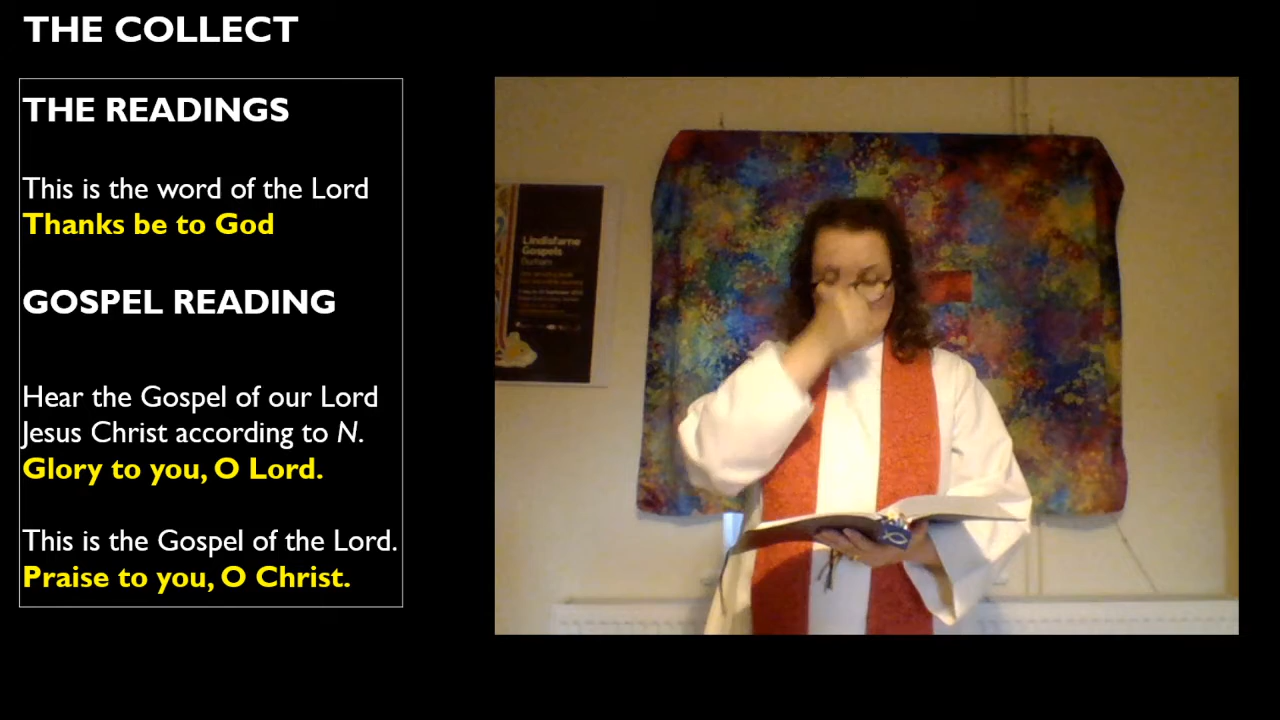 THE COLLECT
THE READINGS
This is the word of the Lord
Thanks be to God
GOSPEL READING
Hear the Gospel of our Lord
Jesus Christ according to N.
Glory to you, O Lord.
This is the Gospel of the Lord.
Praise to you, O Christ.
Lindisfarne
Gospels
Durham